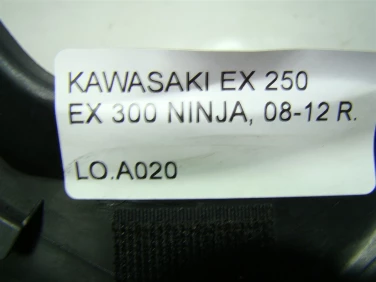 KAWASAKI EX 250
EX 300 NINJA, 08-12 R.
LO.A020